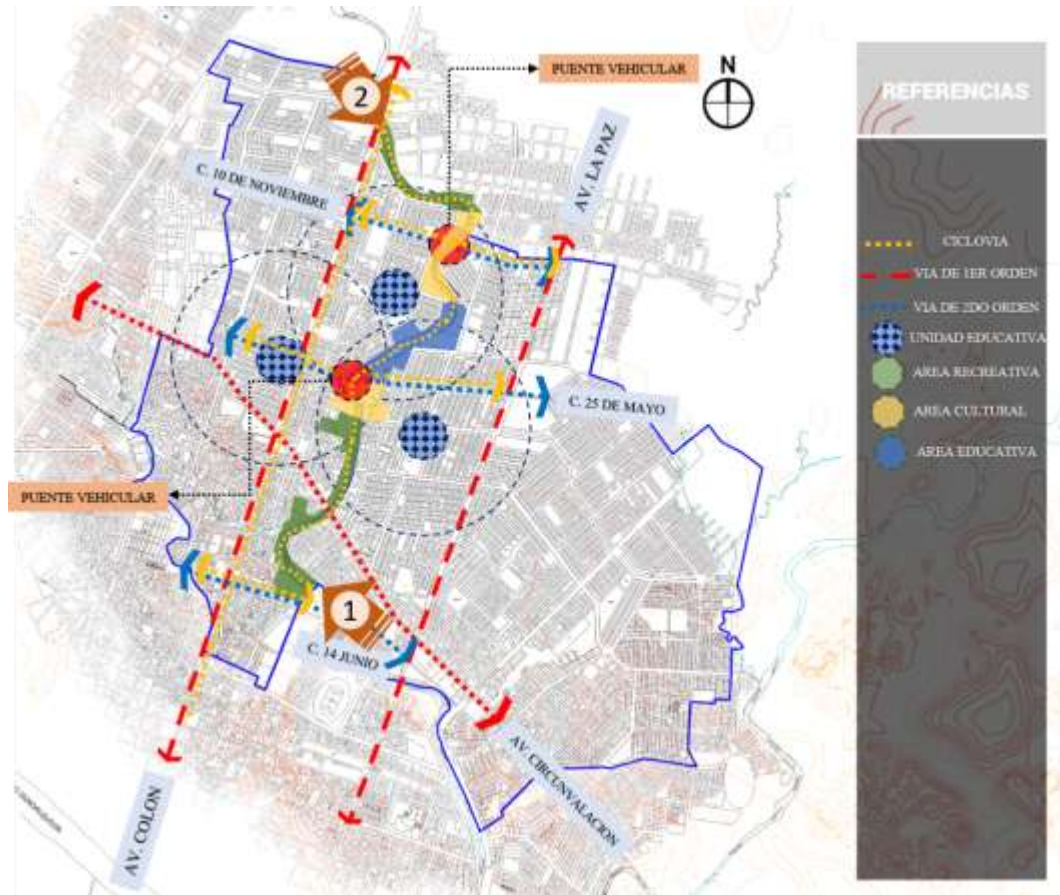 PUENTE VEHICULAR
N
REFERENCIAS
2
AV. LA PAZ
C. 10 DE NOVIEMBRE
CICLOVIA
VIA DE 1ER ORDEN
VIA DE 2DO ORDEN
UNIDAD EDUCATIVA
AREA RECREATIVA
AREA CULTURAL
AREA EDUCATIVA
C. 25 DE MAYO
PUENTE VEHICULAR
1
C. 14 JUNIO
AV. CIRCUNVALACION
AV. COLON